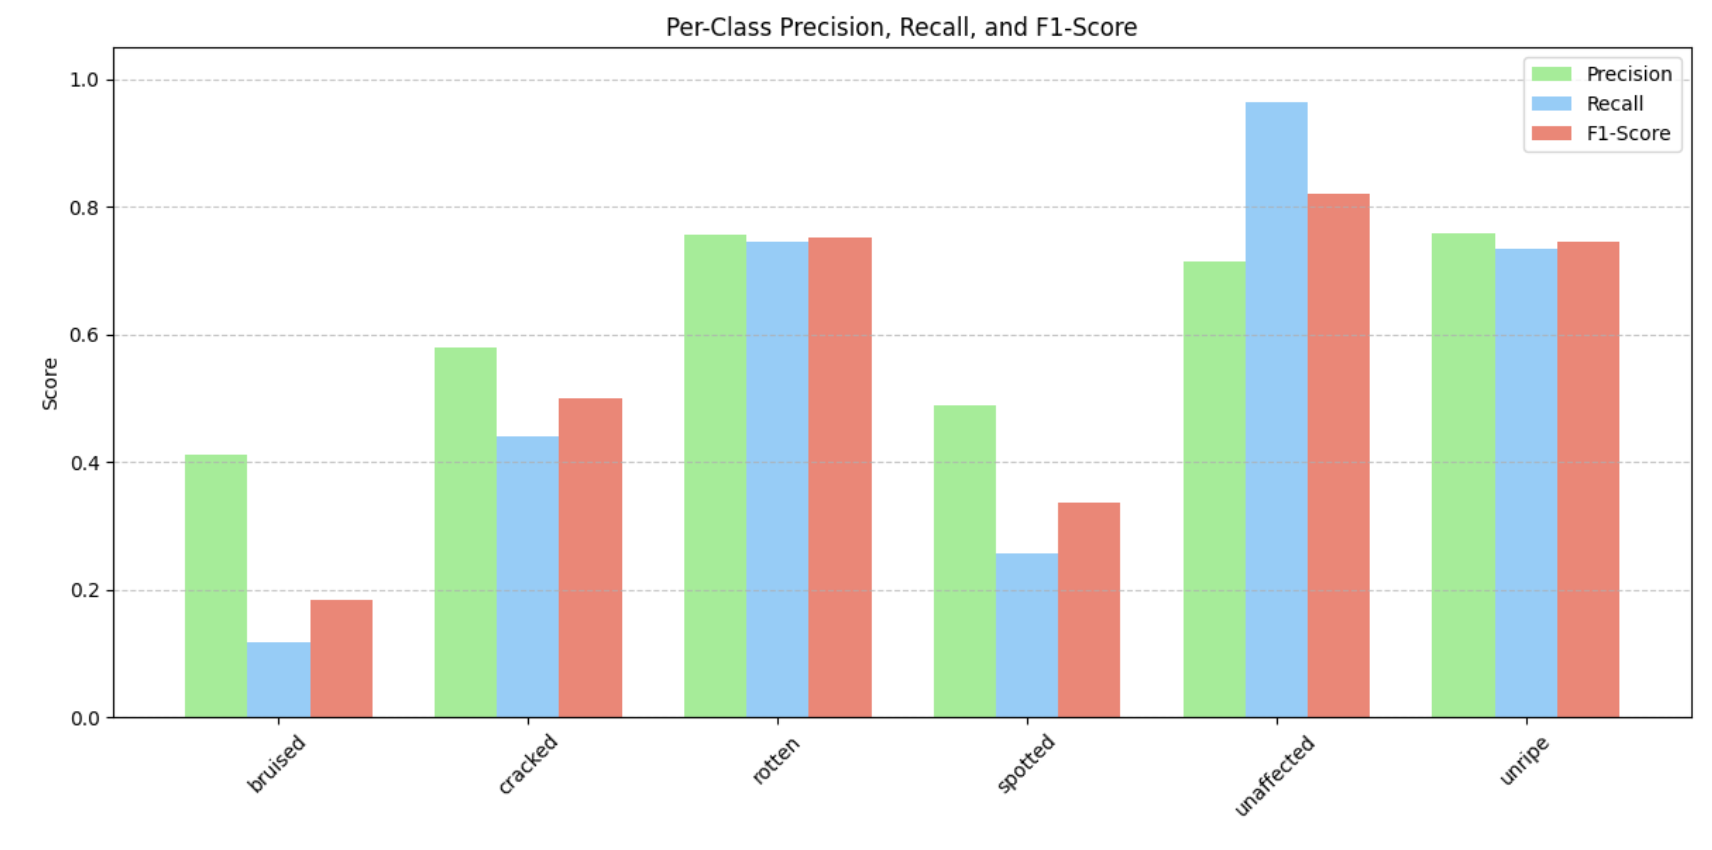 Per-Class Precision, Recall, and F1-Score
Precision
Recall
F1-Score
Score
1.0
0.8
0.6
0.4
0.2
0.0
bruised
cracked
rotten
spotted
unaffected
unripe